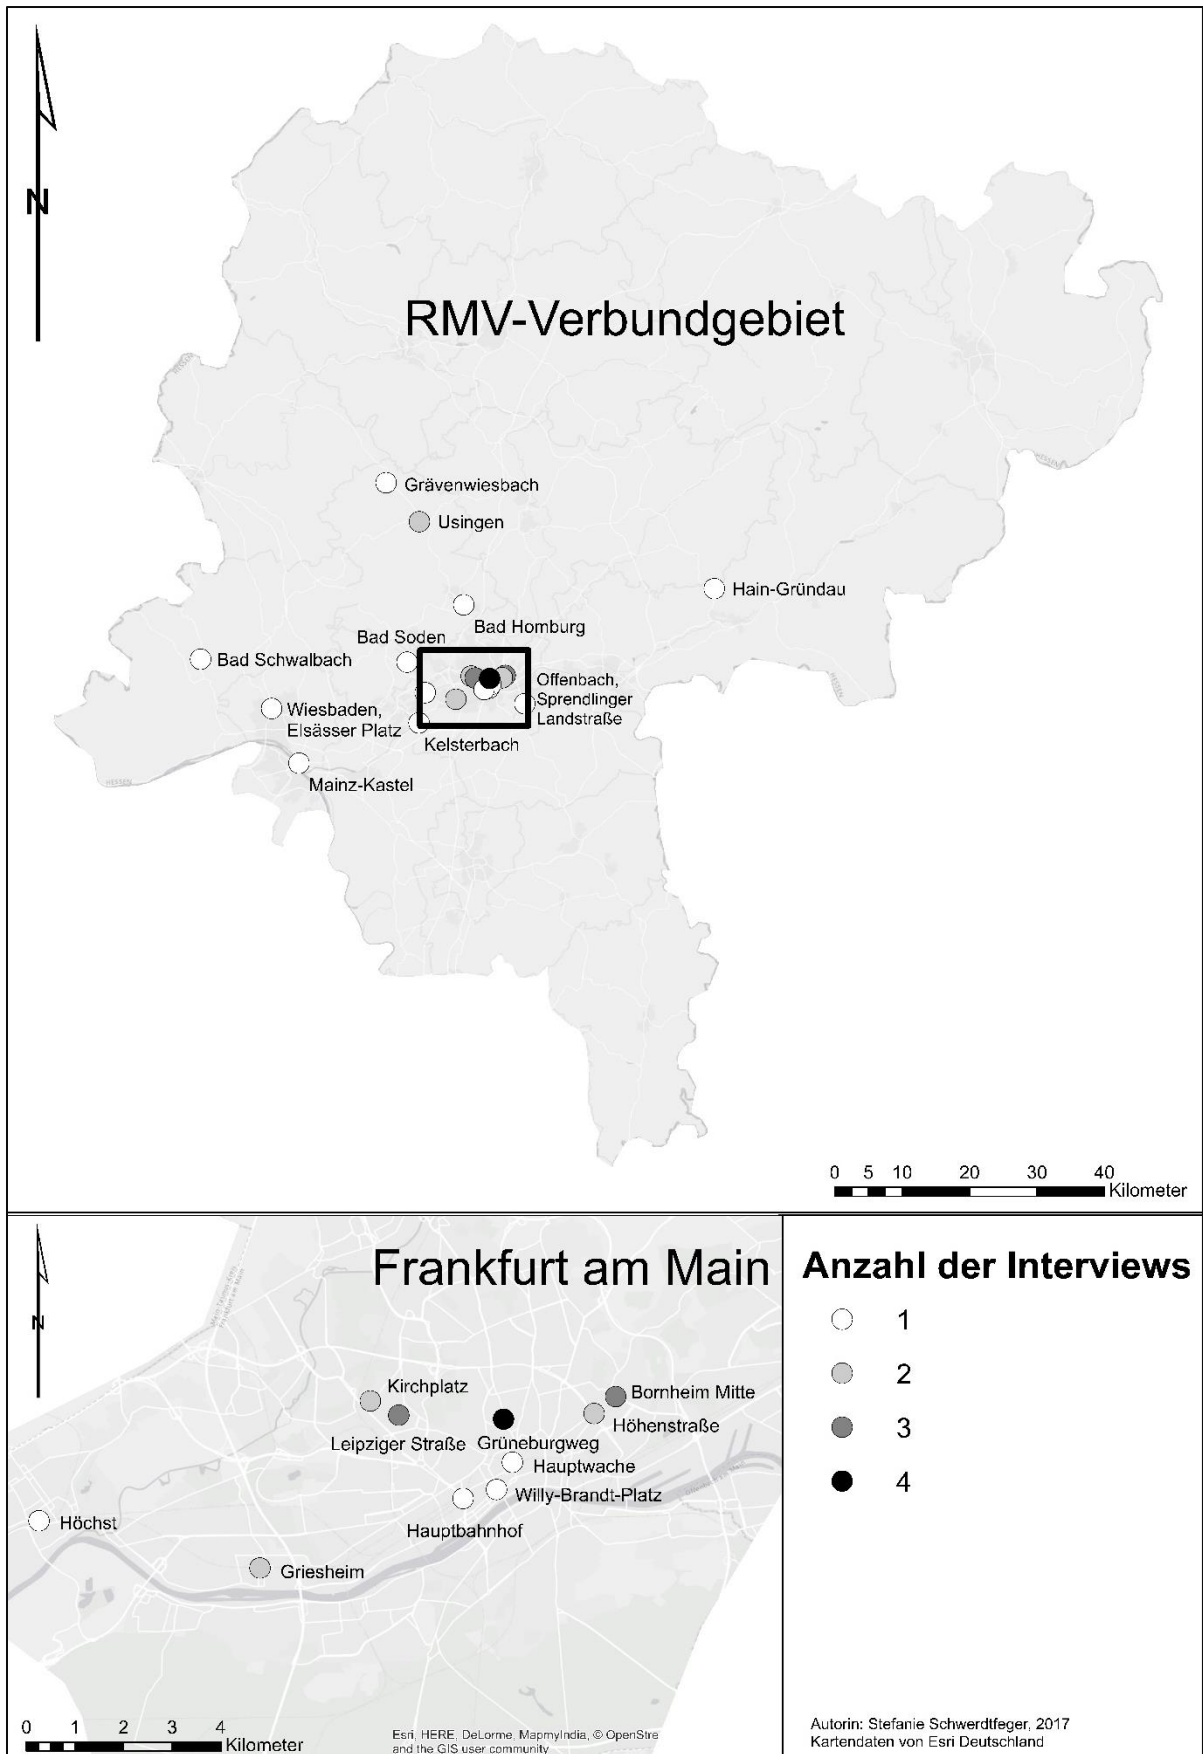 N
RMV-Verbundgebiet
Grävenwiesbach
Usingen
Hain-Gründau
Bad Homburg
Bad Soden
Bad Schwalbach
Offenbach,
Sprendlinger
Landstraße
Wiesbaden,
Elsässer Platz
Kelsterbach
Mainz-Kastel
HESSEN
HESSEN
HESSEN
0 5 10 20 30 40
Kilometer
Frankfurt am Main
N
Kirchplatz
Bornheim Mitte
Höhenstraße
Leipziger Straße
Grüneburgweg
Hauptwache
Willy-Brandt-Platz
Hauptbahnhof
Höchst
Griesheim
0 1 2 3 4
Kilometer
Esri, HERE, DeLorme, MapmyIndia, © OpenStre
and the GIS user community
Anzahl der Interviews
1
2
3
4
Autorin: Stefanie Schwerdtfeger, 2017
Kartendaten von Esri Deutschland